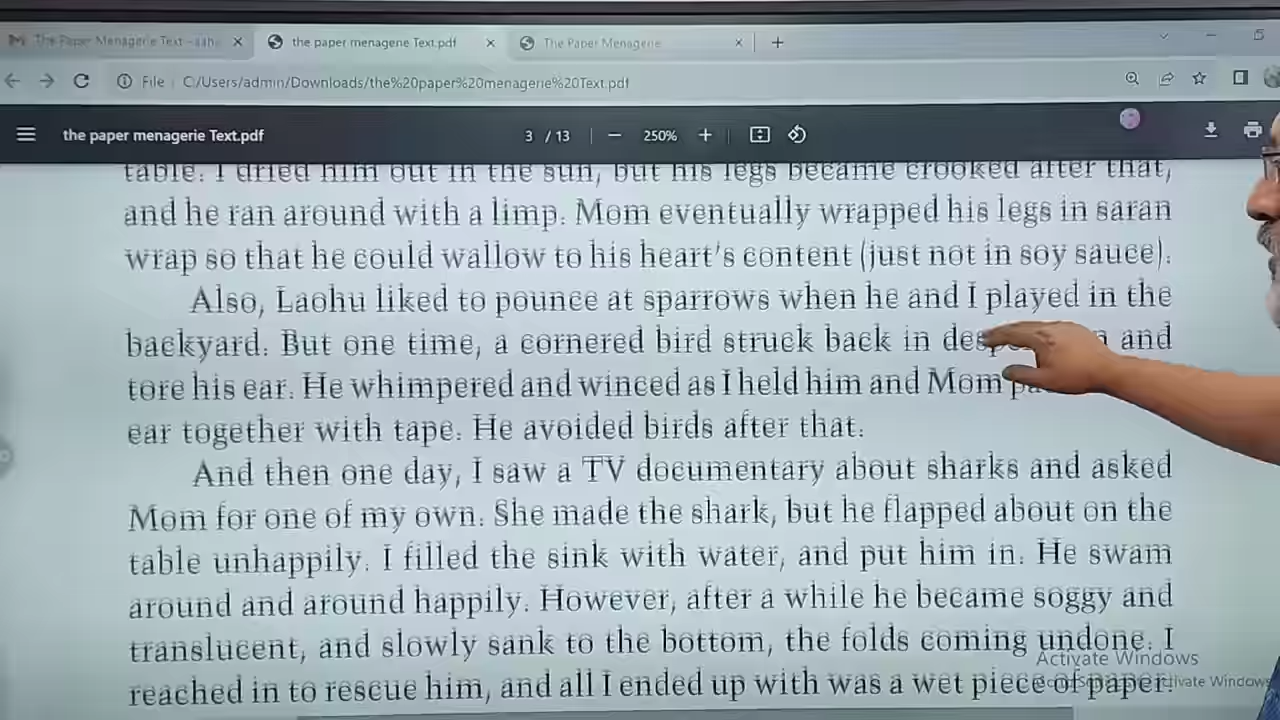 The Paper Menagerie Text - aahe
the paper menagerie Text.pdf
The Paper Menagerie
File C:/Users/admin/Downloads/the%20paper%20menagerie%20Text.pdf
the paper menagerie Text.pdf 3 / 13 250%
table. I dried him out in the sun, but his legs became crooked after that,
and he ran around with a limp. Mom eventually wrapped his legs in saran
wrap so that he could wallow to his heart's content (just not in soy sauce).
Also, Laohu liked to pounce at sparrows when he and I played in the
backyard. But one time, a cornered bird struck back in and
tore his ear. He whimpered and winced as I held him and Mom
ear together with tape. He avoided birds after that.
And then one day, I saw a TV documentary about sharks and asked
Mom for one of my own. She made the shark, but he flapped about on the
table unhappily. I filled the sink with water, and put him in. He swam
around and around happily. However, after a while he became soggy and
translucent, and slowly sank to the bottom, the folds coming undone. I
reached in to rescue him, and all I ended up with was a wet piece of paper.
Activate Windows